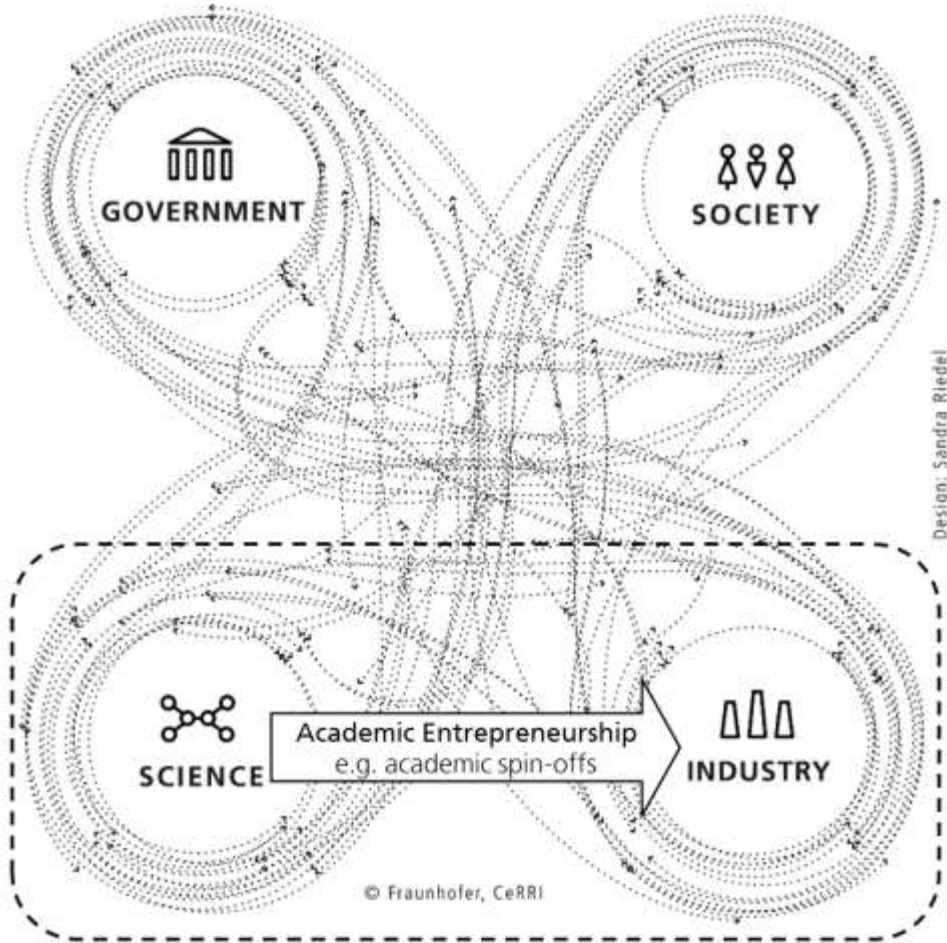 GOVERNMENT
SOCIETY
Design: Sandra Riedel
Academic Entrepreneurship
e.g. academic spin-offs
SCIENCE
INDUSTRY
© Fraunhofer, CeRRI